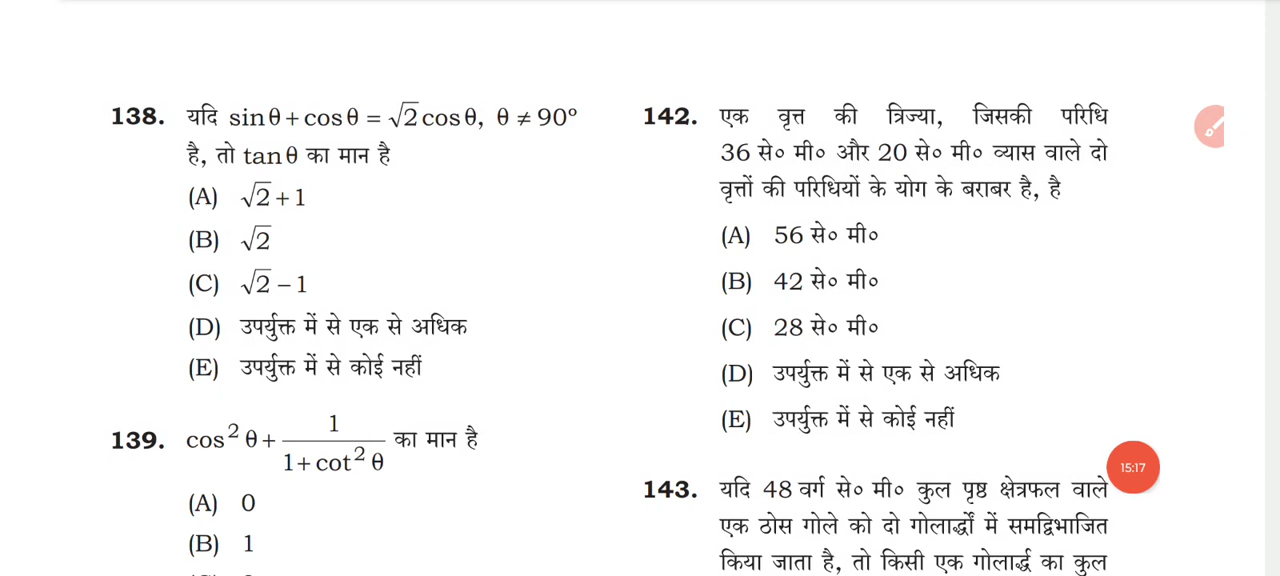 138. यदि sinθ + cosθ = √2 cosθ, θ ≠ 90°
है, तो tanθ का मान है
(A) √2 + 1
(B) √2
(C) √2 – 1
(D) उपर्युक्त में से एक से अधिक
(E) उपर्युक्त में से कोई नहीं
139. cos² θ + 1 / (1 + cot² θ) का मान है
(A) 0
(B) 1
142. एक वृत्त की त्रिज्या, जिसकी परिधि
36 से० मी० और 20 से० मी० व्यास वाले दो
वृत्तों की परिधियों के योग के बराबर है, है
(A) 56 से० मी०
(B) 42 से० मी०
(C) 28 से० मी०
(D) उपर्युक्त में से एक से अधिक
(E) उपर्युक्त में से कोई नहीं
15:17
143. यदि 48 वर्ग से० मी० कुल पृष्ठ क्षेत्रफल वाले
एक ठोस गोले को दो गोलार्द्धों में समद्विभाजित
किया जाता है, तो किसी एक गोलार्द्ध का कुल